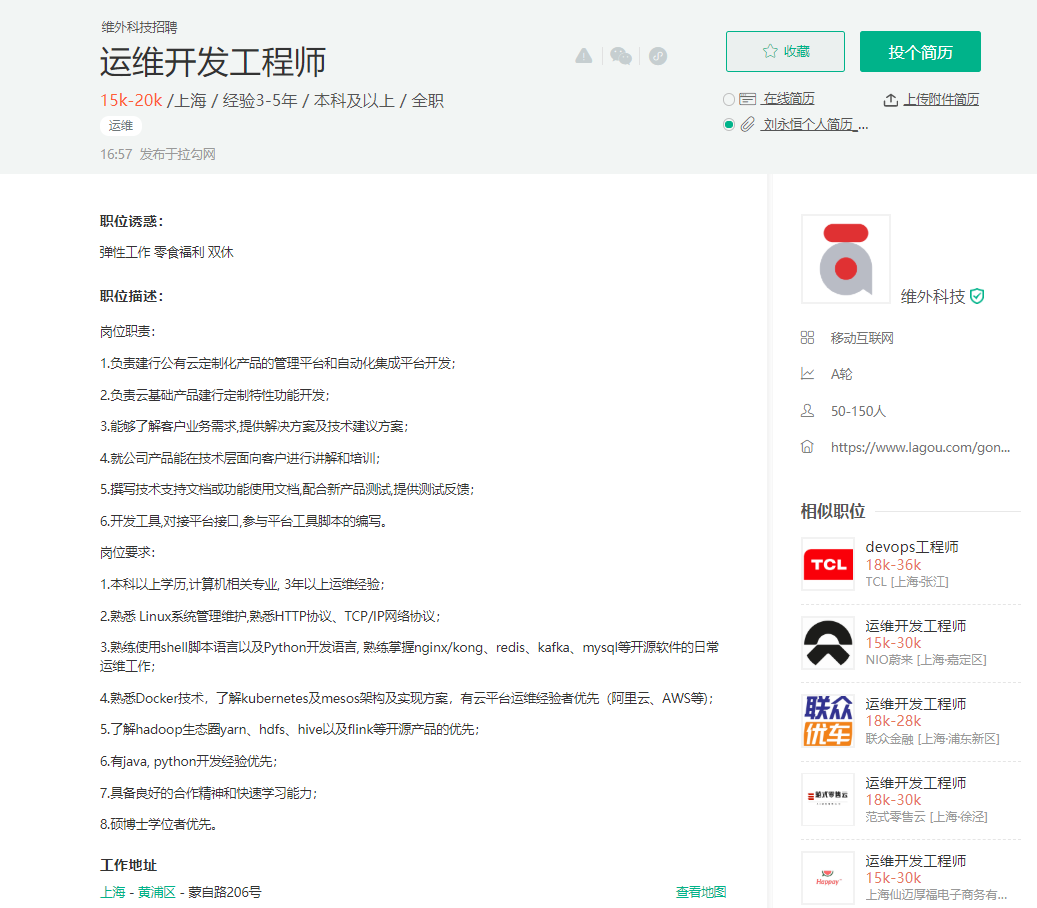 维外科技招聘
运维开发工程师
15k-20k /上海 / 经验3-5年 / 本科及以上 / 全职
运维
16:57 发布于拉勾网
收藏
投个简历
在线简历
上传附件简历
刘永恒个人简历_...
职位诱惑：
弹性工作 零食福利 双休
职位描述：
岗位职责:
1.负责建行公有云定制化产品的管理平台和自动化集成平台开发;
2.负责云基础产品建行定制特性功能开发;
3.能够了解客户业务需求,提供解决方案及技术建议方案;
4.就公司产品能在技术层面向客户进行讲解和培训;
5.撰写技术支持文档或功能使用文档,配合新产品测试,提供测试反馈;
6.开发工具,对接平台接口,参与平台工具脚本的编写。
岗位要求:
1.本科以上学历,计算机相关专业, 3年以上运维经验;
2.熟悉 Linux系统管理维护,熟悉HTTP协议、TCP/IP网络协议;
3.熟练使用shell脚本语言以及Python开发语言, 熟练掌握nginx/kong、redis、kafka、mysql等开源软件的日常
运维工作;
4.熟悉Docker技术，了解kubernetes及mesos架构及实现方案，有云平台运维经验者优先（阿里云、AWS等）;
5.了解hadoop生态圈yarn、hdfs、hive以及flink等开源产品的优先;
6.有java, python开发经验优先;
7.具备良好的合作精神和快速学习能力;
8.硕博士学位者优先。
工作地址
上海 - 黄浦区 - 蒙自路206号
查看地图
维外科技
移动互联网
A轮
50-150人
https://www.lagou.com/gon...
相似职位
TCL
devops工程师
18k-36k
TCL [上海·张江]
运维开发工程师
15k-30k
NIO蔚来 [上海·嘉定区]
联众
优车
运维开发工程师
18k-28k
联众金融 [上海·浦东新区]
范式零售云
运维开发工程师
18k-30k
范式零售云 [上海·徐泾]
Happay
运维开发工程师
15k-30k
上海仙迈厚福电子商务有...